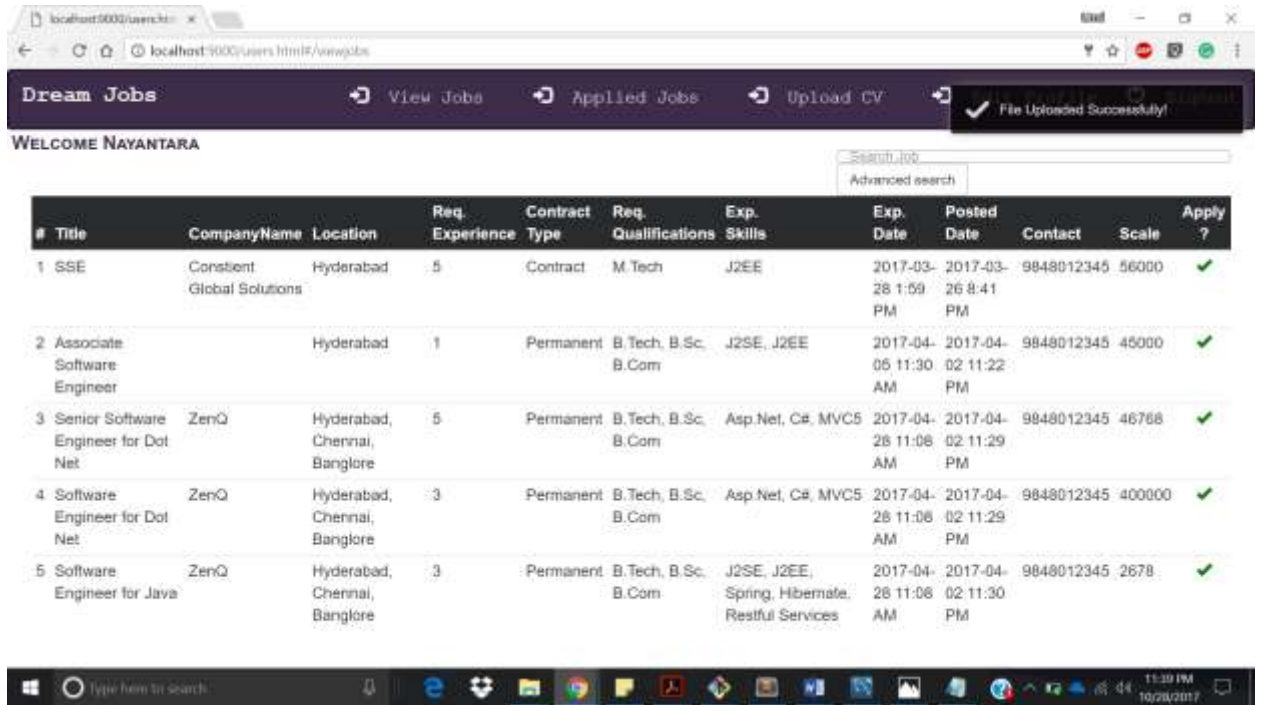 localhost:9000/users.ht
localhost:9000/users.html#/viewjobs
Dream Jobs View Jobs Applied Jobs Upload CV
File Uploaded Successfully!
WELCOME NAYANTARA
Search Job
Advanced search
# Title CompanyName Location Req. Experience Contract Type Req. Qualifications Exp. Skills Exp. Date Posted Date Contact Scale Apply ?
1 SSE Constient Global Solutions Hyderabad 5 Contract M.Tech J2EE 2017-03-28 1:59 PM 2017-03-26 8:41 PM 9848012345 56000
2 Associate Software Engineer Hyderabad 1 Permanent B.Tech, B.Sc, B.Com J2SE, J2EE 2017-04-05 11:30 AM 2017-04-02 11:22 PM 9848012345 45000
3 Senior Software Engineer for Dot Net ZenQ Hyderabad, Chennai, Banglore 5 Permanent B.Tech, B.Sc, B.Com Asp.Net, C#, MVC5 2017-04-28 11:08 AM 2017-04-02 11:29 PM 9848012345 46768
4 Software Engineer for Dot Net ZenQ Hyderabad, Chennai, Banglore 3 Permanent B.Tech, B.Sc, B.Com Asp.Net, C#, MVC5 2017-04-28 11:08 AM 2017-04-02 11:29 PM 9848012345 400000
5 Software Engineer for Java ZenQ Hyderabad, Chennai, Banglore 3 Permanent B.Tech, B.Sc, B.Com J2SE, J2EE, Spring, Hibernate, Restful Services 2017-04-28 11:08 AM 2017-04-02 11:30 PM 9848012345 2678
Type here to search
11:39 PM
10/28/2017